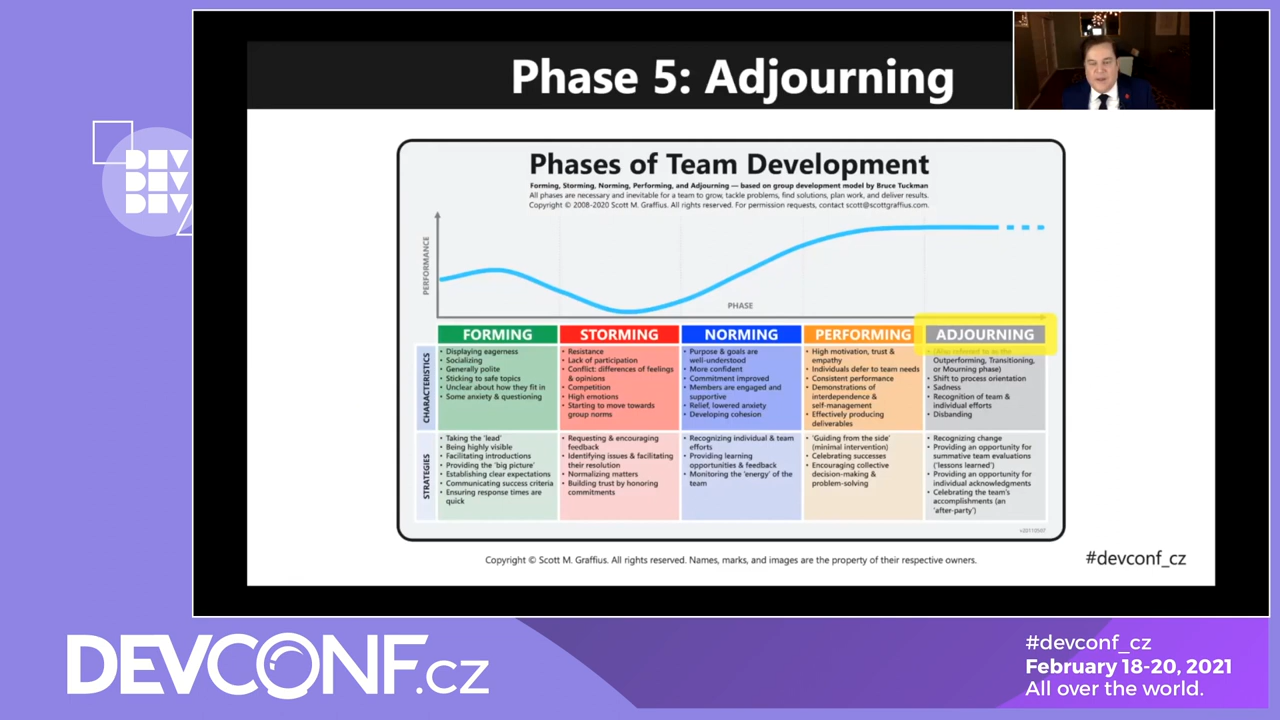 Phase 5: Adjourning
DEV
DEV
DEV
Phases of Team Development
Forming, Storming, Norming, Performing, and Adjourning — based on group development model by Bruce Tuckman
All phases are necessary and inevitable for a team to grow, tackle problems, find solutions, plan work, and deliver results.
Copyright © 2008-2020 Scott M. Graffius. All rights reserved. For permission requests, contact scott@scottgraffius.com.
PERFORMANCE
PHASE
FORMING
STORMING
NORMING
PERFORMING
ADJOURNING
CHARACTERISTICS
• Displaying eagerness
• Socializing
• Generally polite
• Sticking to safe topics
• Unclear about how they fit in
• Some anxiety & questioning
• Resistance
• Lack of participation
• Conflict: differences of feelings
& opinions
• Competition
• High emotions
• Starting to move towards
group norms
• Purpose & goals are
well-understood
• More confident
• Commitment improved
• Members are engaged and
supportive
• Relief, lowered anxiety
• Developing cohesion
• High motivation, trust &
empathy
• Individuals defer to team needs
• Consistent performance
• Demonstrations of
interdependence &
self-management
• Effectively producing
deliverables
• (Also referred to as the
Outperforming, Transitioning,
or Mourning phase)
• Shift to process orientation
• Sadness
• Recognition of team &
individual efforts
• Disbanding
STRATEGIES
• Taking the 'lead'
• Being highly visible
• Facilitating introductions
• Providing the 'big picture'
• Establishing clear expectations
• Communicating success criteria
• Ensuring response times are
quick
• Requesting & encouraging
feedback
• Identifying issues & facilitating
their resolution
• Normalizing matters
• Building trust by honoring
commitments
• Recognizing individual & team
efforts
• Providing learning
opportunities & feedback
• Monitoring the 'energy' of the
team
• 'Guiding from the side'
(minimal intervention)
• Celebrating successes
• Encouraging collective
decision-making &
problem-solving
• Recognizing change
• Providing an opportunity for
summative team evaluations
('lessons learned')
• Providing an opportunity for
individual acknowledgments
• Celebrating the team's
accomplishments (an
'after-party')
Copyright © Scott M. Graffius. All rights reserved. Names, marks, and images are the property of their respective owners.
#devconf_cz
DEVCONF.cz
#devconf_cz
February 18-20, 2021
All over the world.